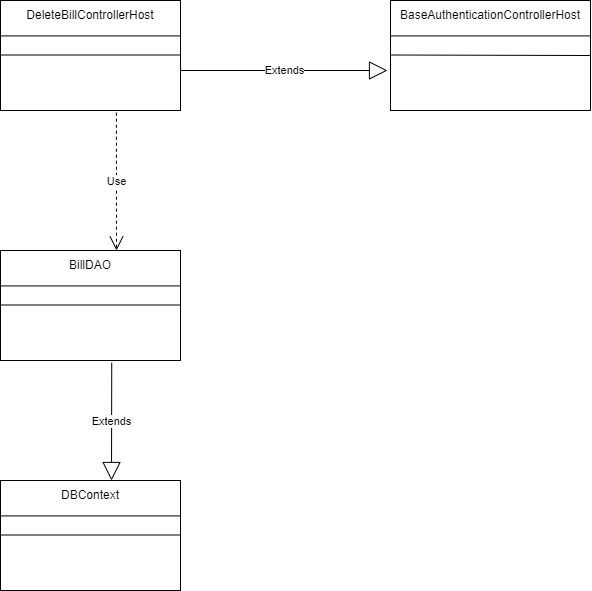 DeleteBillControllerHost
BaseAuthenticationControllerHost
Extends
Use
BillDAO
Extends
DBContext